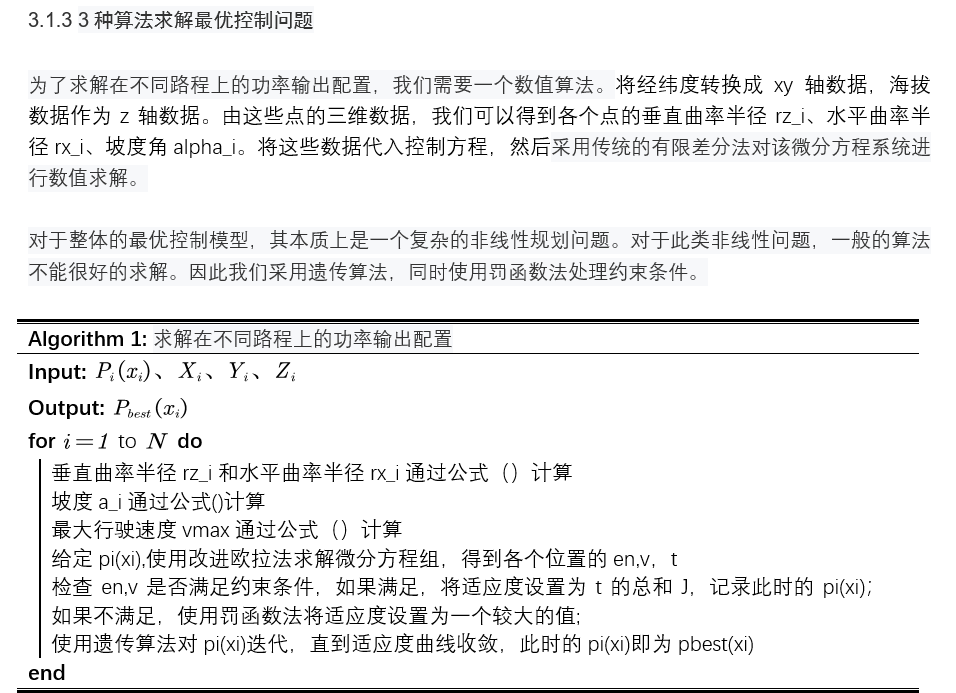 3.1.3 3 种算法求解最优控制问题
为了求解在不同路程上的功率输出配置，我们需要一个数值算法。将经纬度转换成 xy 轴数据，海拔
数据作为 z 轴数据。由这些点的三维数据，我们可以得到各个点的垂直曲率半径 rz_i、水平曲率半
径 rx_i、坡度角 alpha_i。将这些数据代入控制方程，然后采用传统的有限差分法对该微分方程系统进
行数值求解。
对于整体的最优控制模型，其本质上是一个复杂的非线性规划问题。对于此类非线性问题，一般的算法
不能很好的求解。因此我们采用遗传算法，同时使用罚函数法处理约束条件。
Algorithm 1: 求解在不同路程上的功率输出配置
Input: P_i(x_i)、X_i、Y_i、Z_i
Output: P_best(x_i)
for i=1 to N do
垂直曲率半径 rz_i 和水平曲率半径 rx_i 通过公式（）计算
坡度 a_i 通过公式()计算
最大行驶速度 vmax 通过公式（）计算
给定 pi(xi),使用改进欧拉法求解微分方程组，得到各个位置的 en,v，t
检查 en,v 是否满足约束条件，如果满足，将适应度设置为 t 的总和 J，记录此时的 pi(xi);
如果不满足，使用罚函数法将适应度设置为一个较大的值;
使用遗传算法对 pi(xi)迭代，直到适应度曲线收敛，此时的 pi(xi)即为 pbest(xi)
end